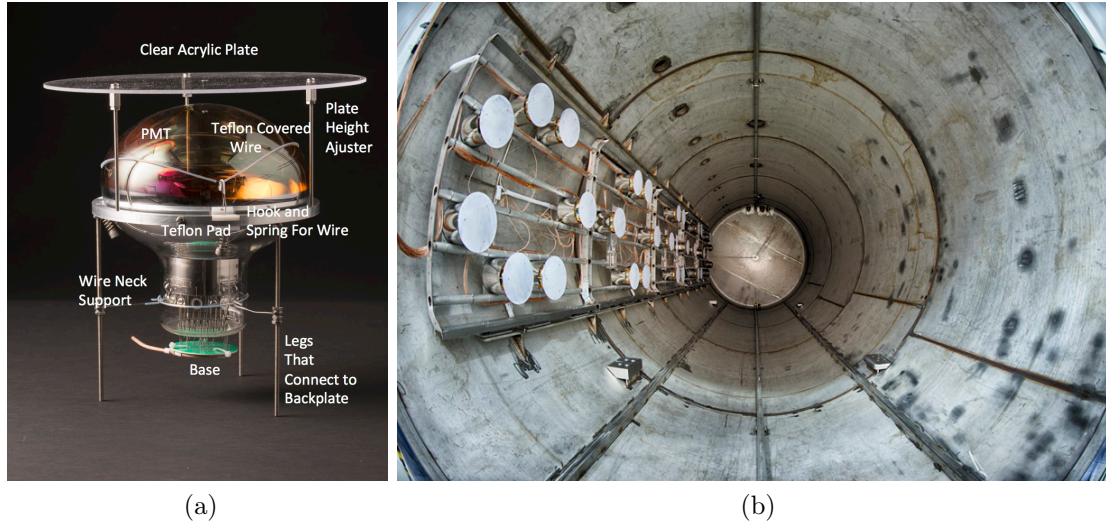 Clear Acrylic Plate
PMT
Teflon Covered
Wire
Plate
Height
Ajuster
Hook and
Spring For Wire
Teflon Pad
Wire Neck
Support
Base
Legs
That
Connect to
Backplate
(a)
(b)